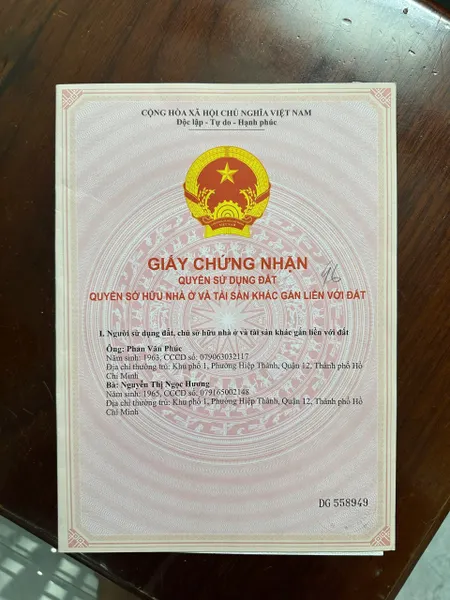 CỘNG HÒA XÃ HỘI CHỦ NGHĨA VIỆT NAM
Độc lập - Tự do - Hạnh phúc
GIẤY CHỨNG NHẬN
QUYỀN SỬ DỤNG ĐẤT
QUYỀN SỞ HỮU NHÀ Ở VÀ TÀI SẢN KHÁC GẮN LIỀN VỚI ĐẤT
I. Người sử dụng đất, chủ sở hữu nhà ở và tài sản khác gắn liền với đất
Ông: Phan Văn Phúc
Năm sinh: 1963, CCCD số: 079063032117
Địa chỉ thường trú: Khu phố 1, Phường Hiệp Thành, Quận 12, Thành phố Hồ
Chí Minh
Bà: Nguyễn Thị Ngọc Hương
Năm sinh: 1965, CCCD số: 079165002148
Địa chỉ thường trú: Khu phố 1, Phường Hiệp Thành, Quận 12, Thành phố Hồ
Chí Minh
DG 558949